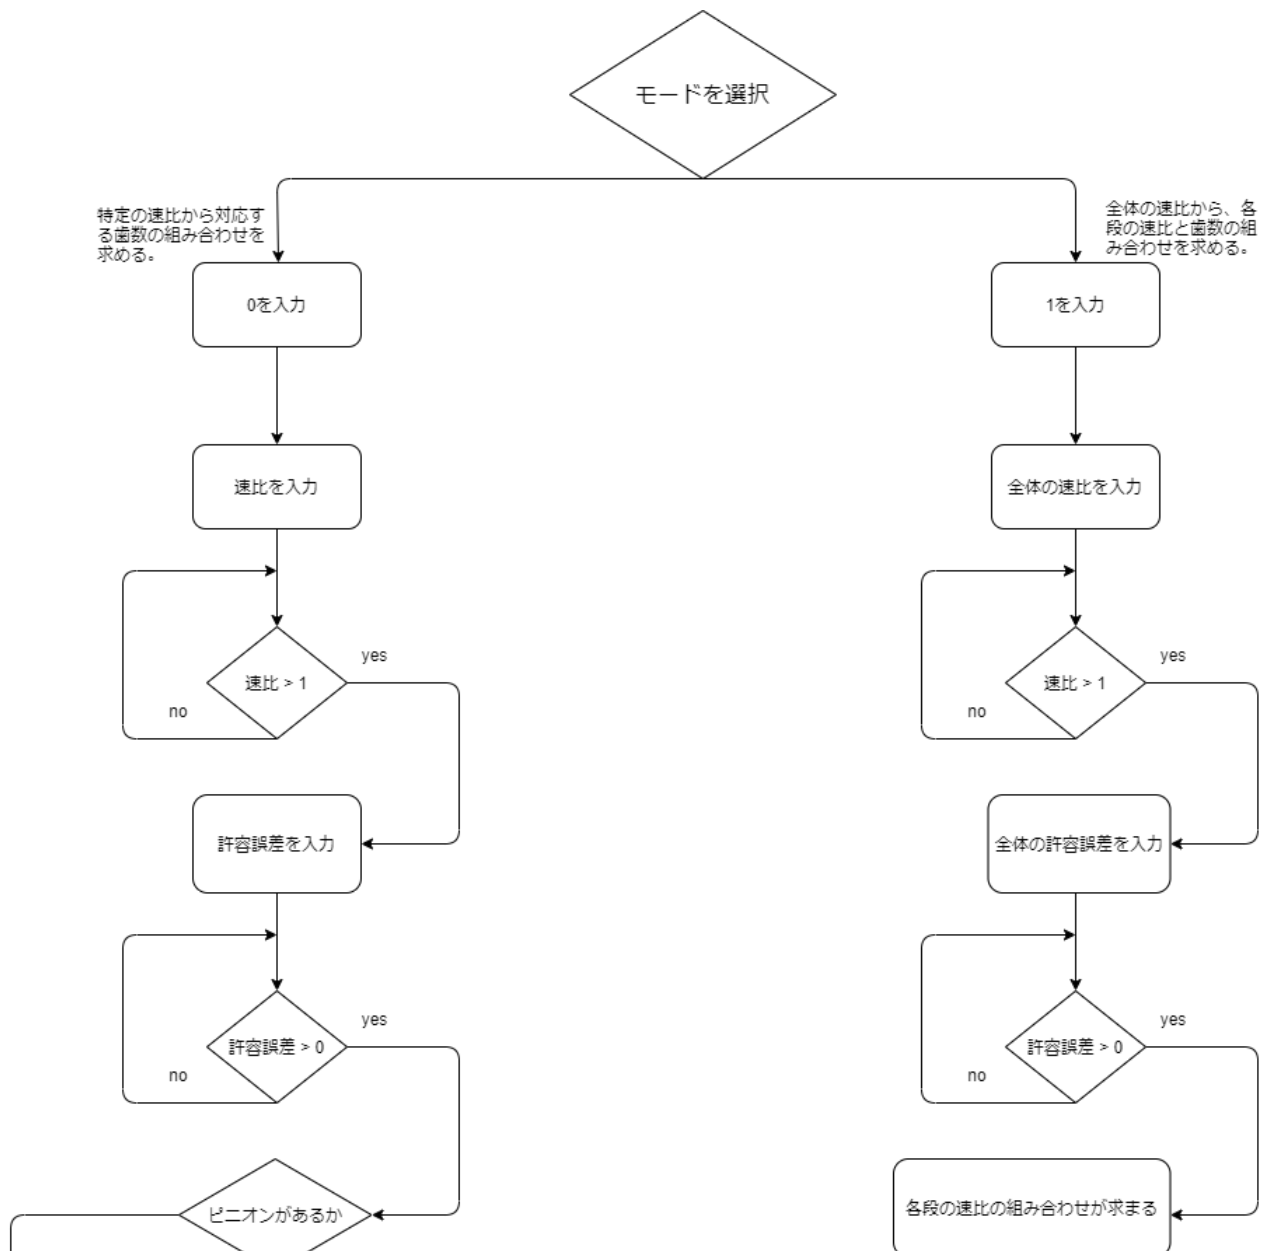 モードを選択
特定の速比から対応す
る歯数の組み合わせを
求める。
全体の速比から、各
段の速比と歯数の組
み合わせを求める。
0を入力
1を入力
速比を入力
全体の速比を入力
yes
速比 > 1
no
yes
速比 > 1
no
許容誤差を入力
全体の許容誤差を入力
yes
許容誤差 > 0
no
yes
許容誤差 > 0
no
ピニオンがあるか
各段の速比の組み合わせが求まる